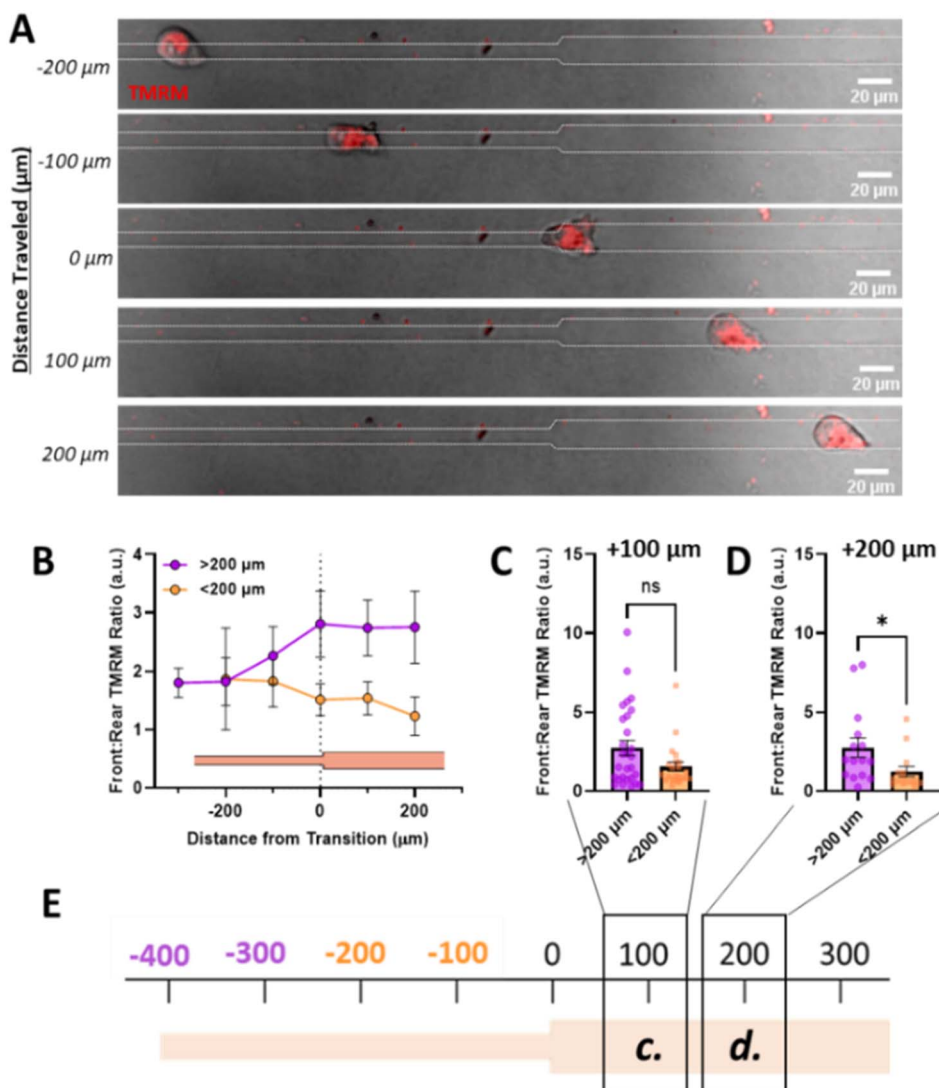 A
Distance Traveled (µm)
-200 µm
TMRM
20 µm
-100 µm
20 µm
0 µm
20 µm
100 µm
20 µm
200 µm
20 µm
B
Front:Rear TMRM Ratio (a.u.)
4
3
2
1
0
>200 µm
<200 µm
-200 0 200
Distance from Transition (µm)
C
+100 µm
Front:Rear TMRM Ratio (a.u.)
15
10
5
0
ns
>200 µm
<200 µm
D
+200 µm
Front:Rear TMRM Ratio (a.u.)
15
10
5
0
*
>200 µm
<200 µm
E
-400 -300 -200 -100 0 100 200 300
c. d.